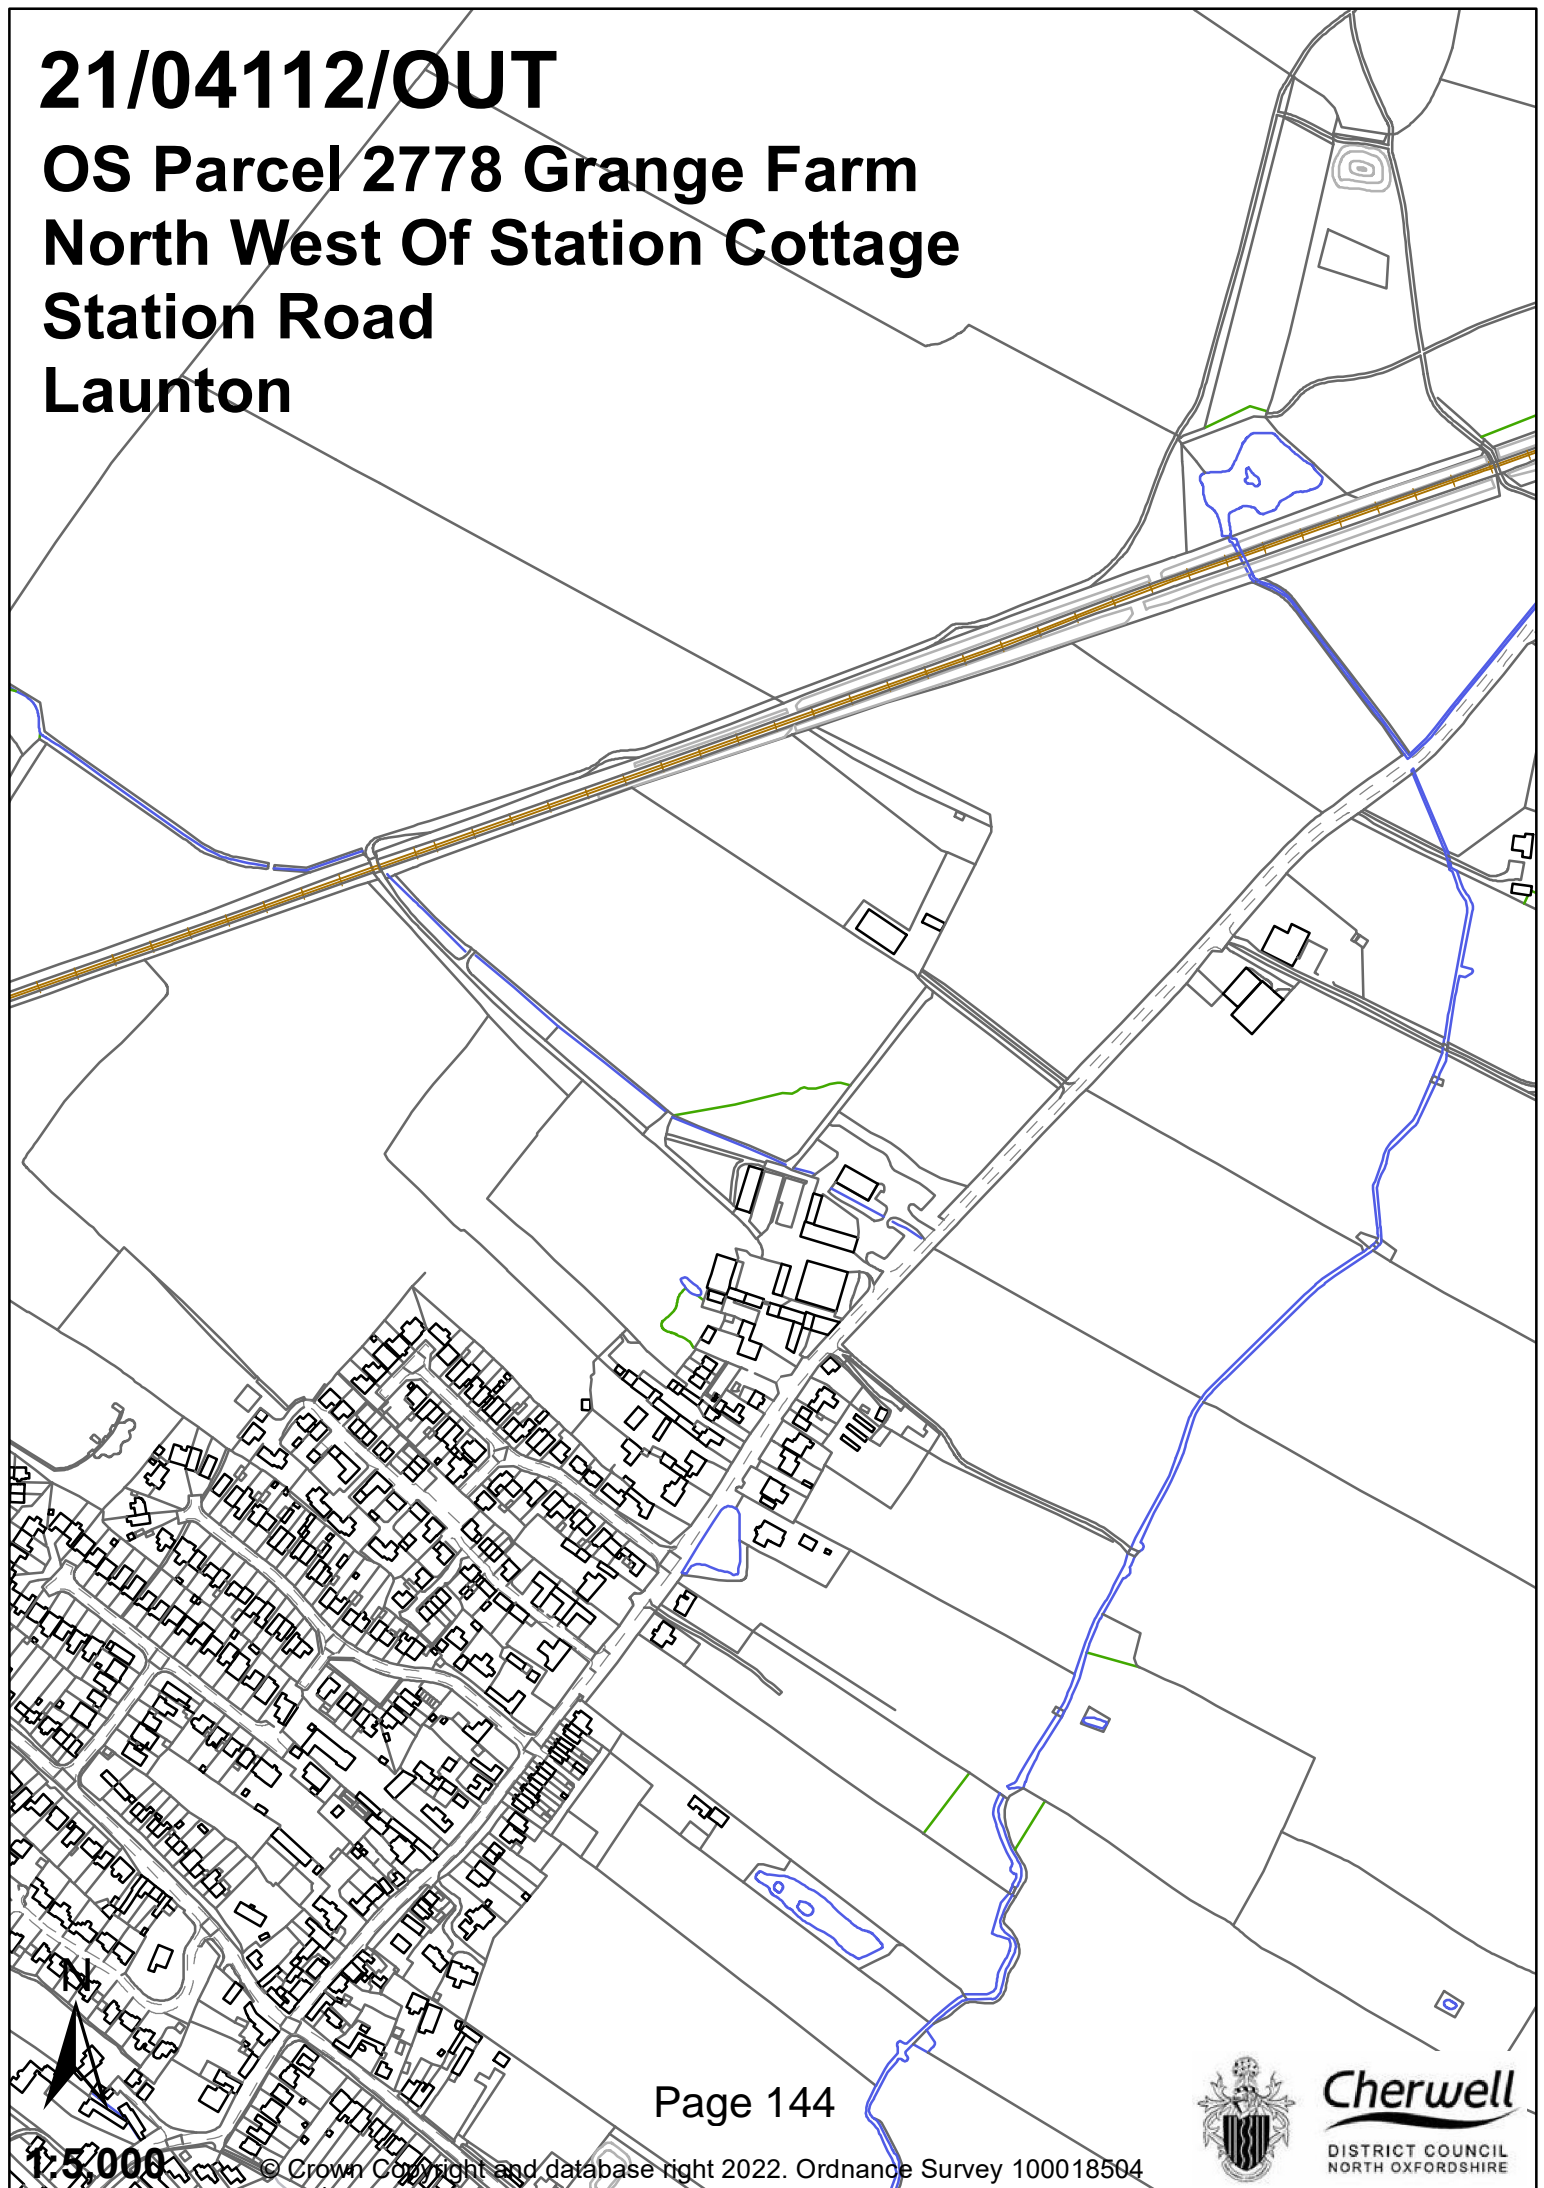 21/04112/OUT
OS Parcel 2778 Grange Farm
North West Of Station Cottage
Station Road
Launton
N
Page 144
Cherwell
DISTRICT COUNCIL
NORTH OXFORDSHIRE
1:5,000
© Crown Copyright and database right 2022. Ordnance Survey 100018504